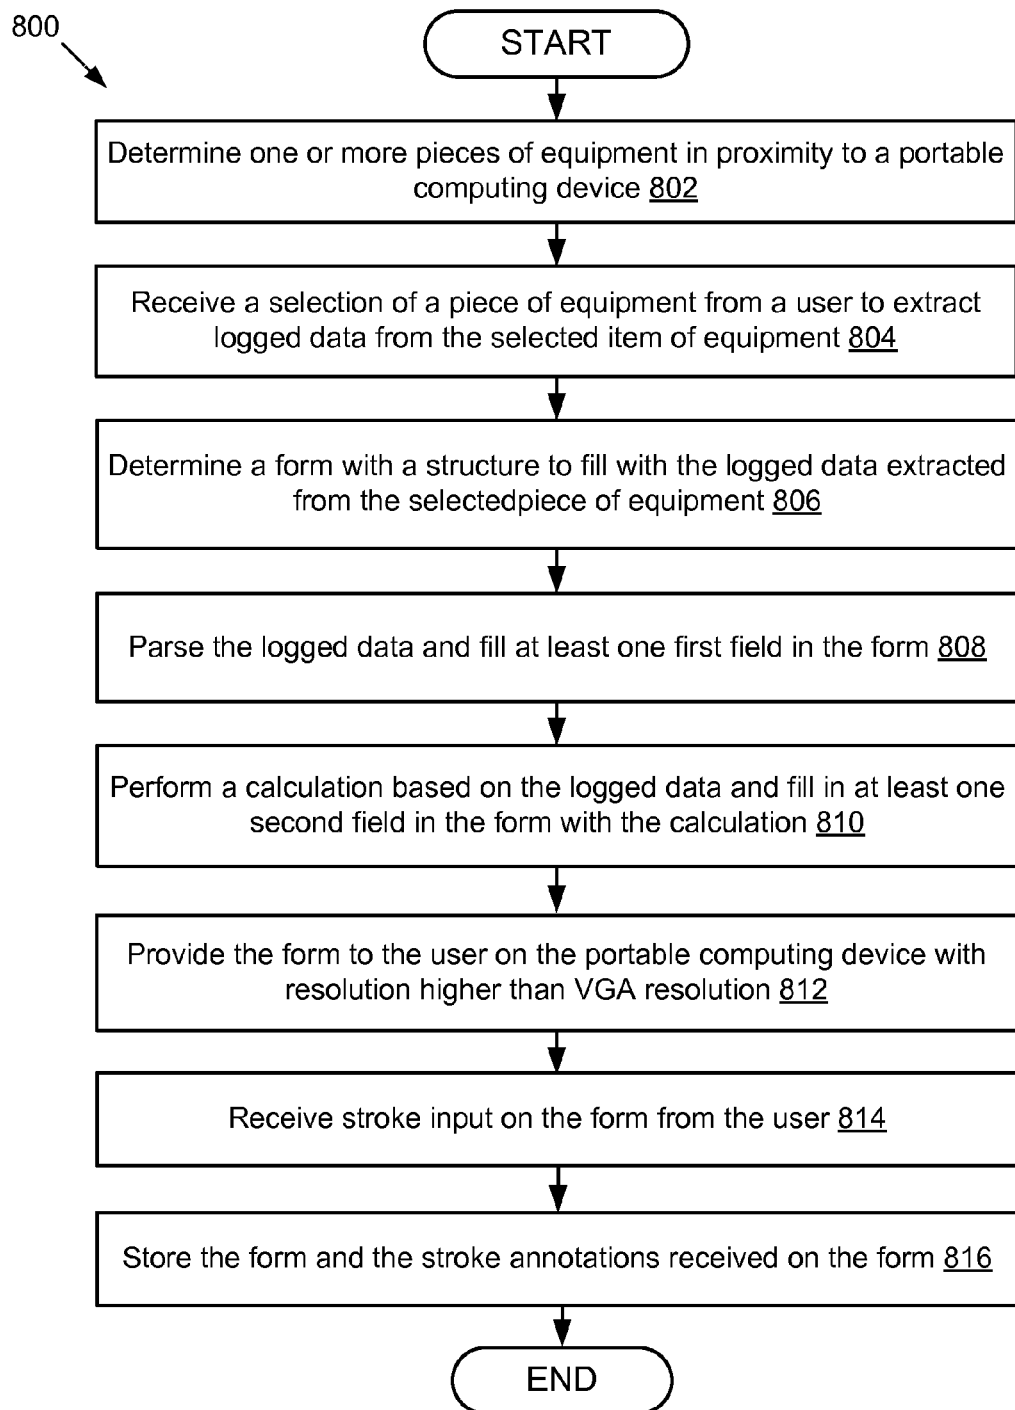 800
START
Determine one or more pieces of equipment in proximity to a portable
computing device 802
Receive a selection of a piece of equipment from a user to extract
logged data from the selected item of equipment 804
Determine a form with a structure to fill with the logged data extracted
from the selectedpiece of equipment 806
Parse the logged data and fill at least one first field in the form 808
Perform a calculation based on the logged data and fill in at least one
second field in the form with the calculation 810
Provide the form to the user on the portable computing device with
resolution higher than VGA resolution 812
Receive stroke input on the form from the user 814
Store the form and the stroke annotations received on the form 816
END